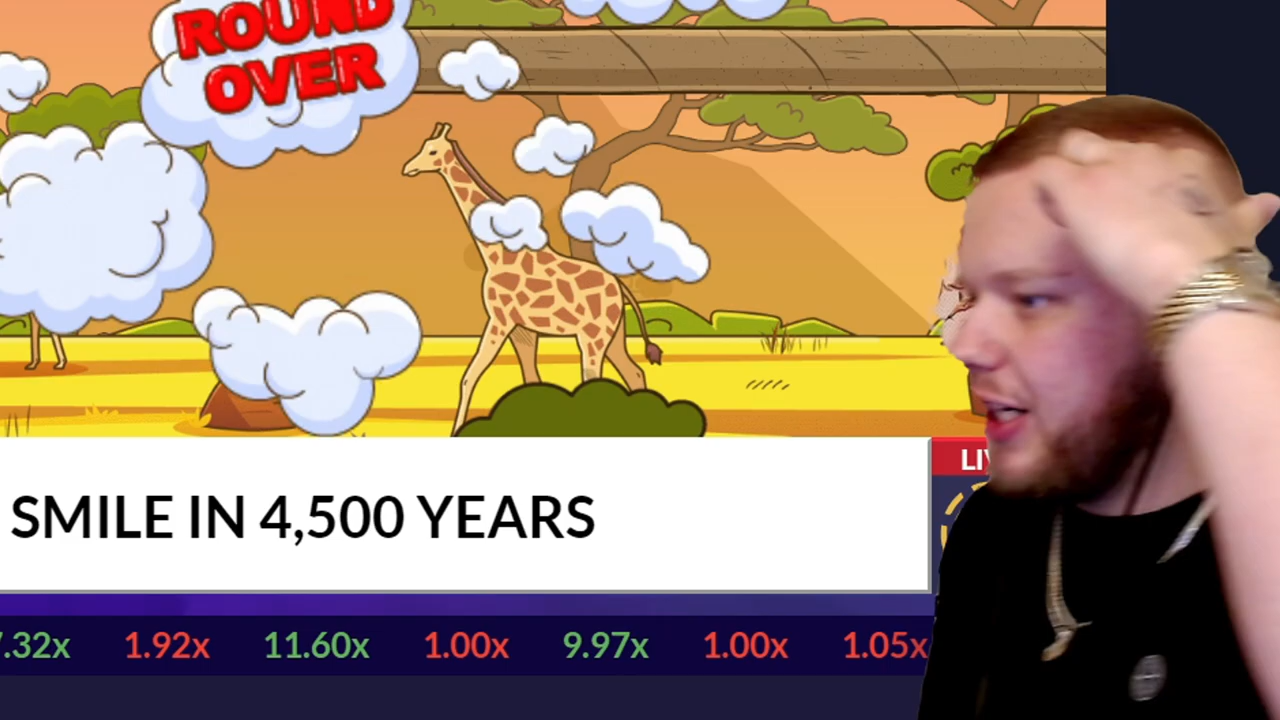 ROUND
OVER
SMILE IN 4,500 YEARS
7.32x 1.92x 11.60x 1.00x 9.97x 1.00x 1.05x